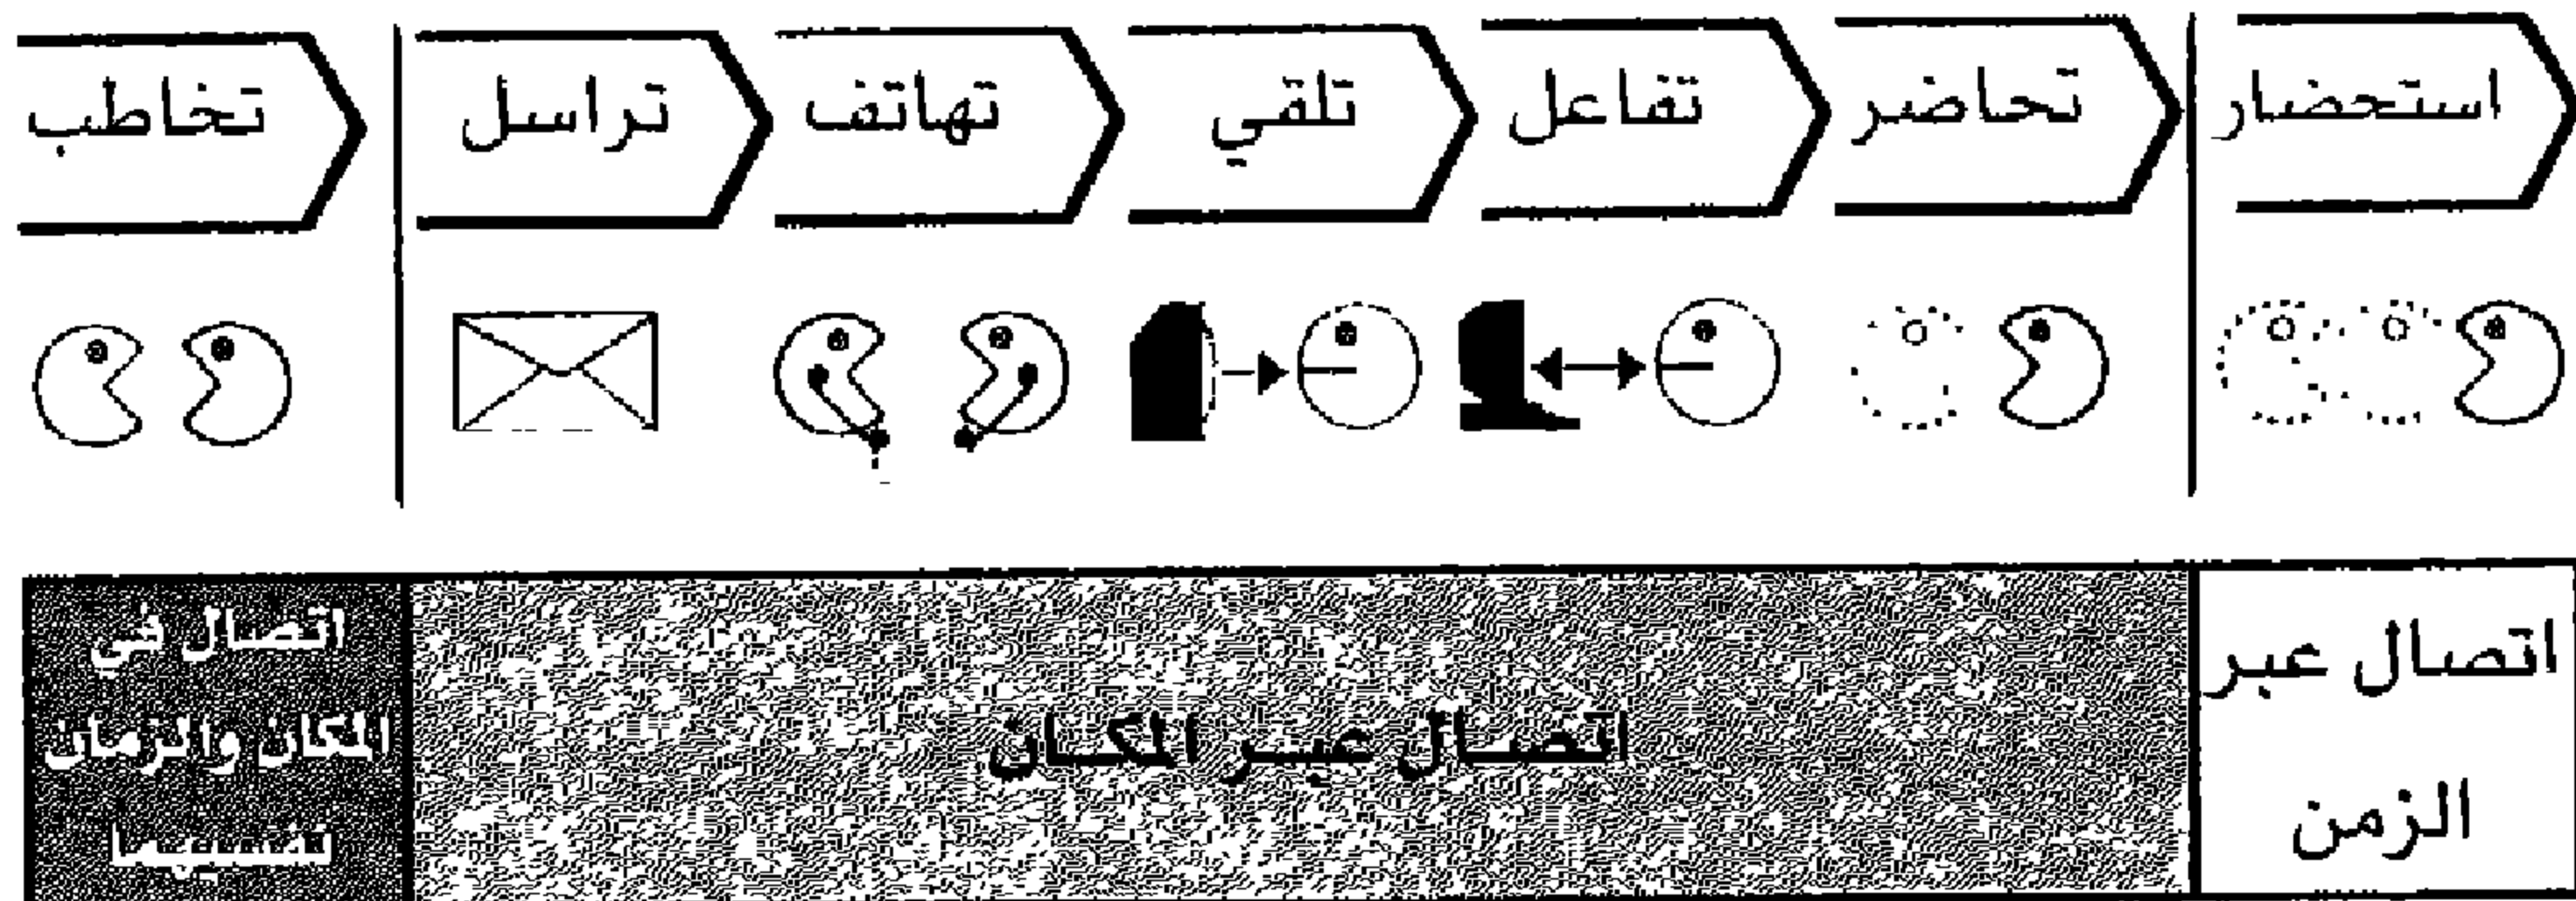 تخاطب
تراسل
تهاتف
تلقي
تفاعل
تحاضر
استحضار
اتصال في
المكان والزمان
نفسيهما
اتصال عبر المكان
اتصال عبر
الزمن